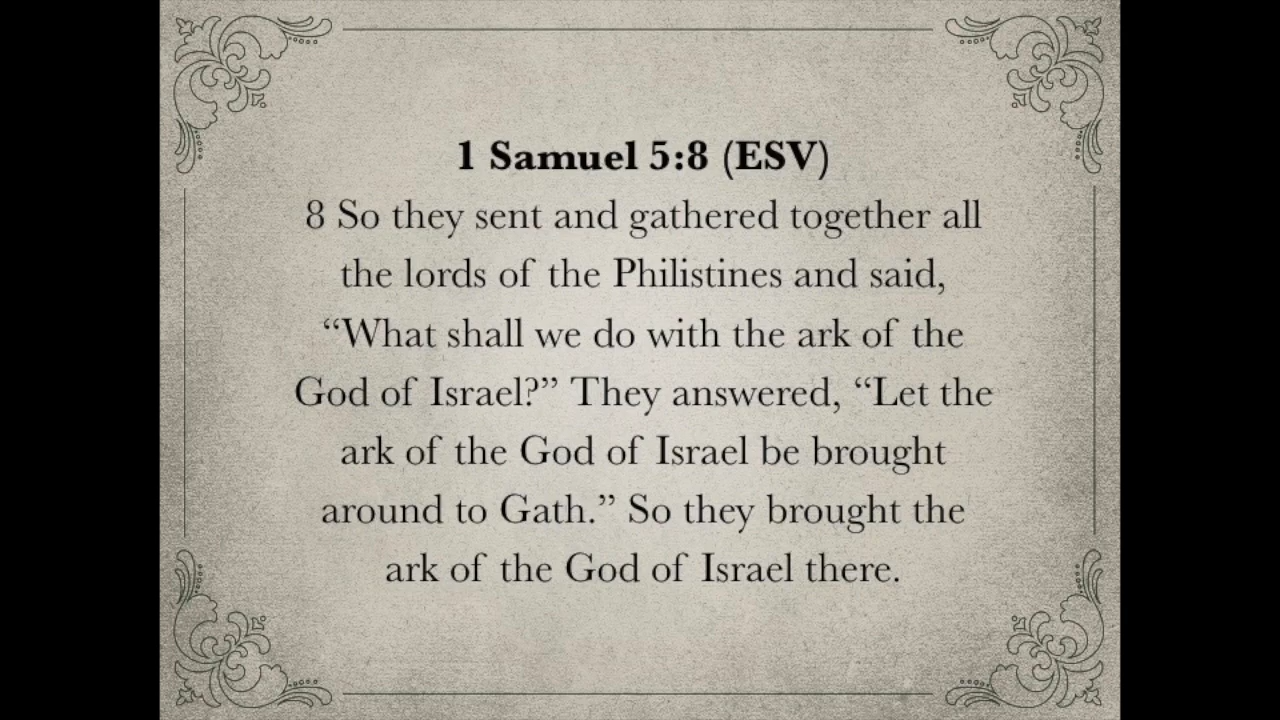 1 Samuel 5:8 (ESV)
8 So they sent and gathered together all
the lords of the Philistines and said,
“What shall we do with the ark of the
God of Israel?” They answered, “Let the
ark of the God of Israel be brought
around to Gath.” So they brought the
ark of the God of Israel there.